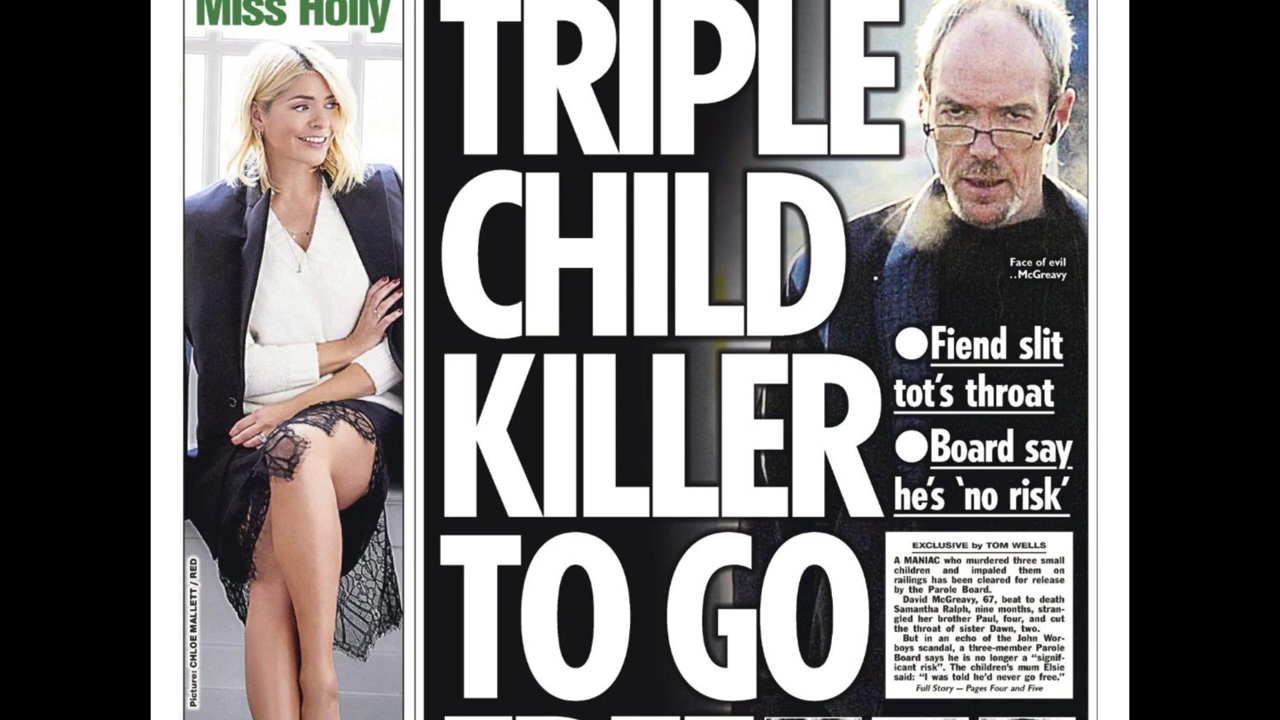 Miss Holly
Picture: CHLOE MALLETT / RED
TRIPLE
CHILD
KILLER
TO GO
Face of evil
..McGreavy
●Fiend slit
tot's throat
●Board say
he's 'no risk'
EXCLUSIVE by TOM WELLS
A MANIAC who murdered three small
children and impaled them on
railings has been cleared for release
by the Parole Board.
David McGreavy, 67, beat to death
Samantha Ralph, nine months, stran-
gled her brother Paul, four, and cut
the throat of sister Dawn, two.
But in an echo of the John Wor-
boys scandal, a three-member Parole
Board says he is no longer a "signif-
icant risk". The children's mum Elsie
said: "I was told he'd never go free."
Full Story — Pages Four and Five